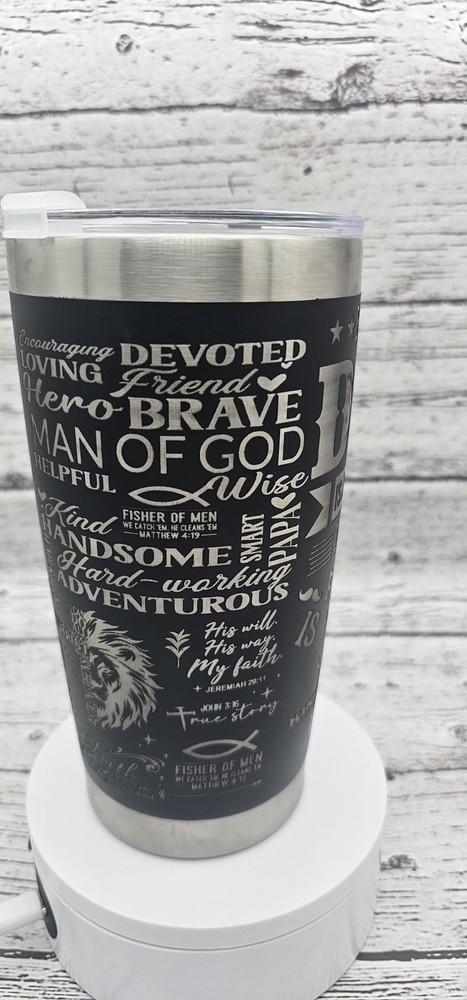 Encouraging
LOVING
DEVOTED
Friend
Hero
BRAVE
MAN OF GOD
HELPFUL
Wise
Kind
FISHER OF MEN
WE CATCH 'EM. HE CLEANS 'EM
MATTHEW 4:19
HANDSOME
SMART
PAPA
Hard-working
ADVENTUROUS
His will.
His way.
My faith.
JEREMIAH 29:11
JOHN 3:16
True story
FISHER OF MEN
WE CATCH 'EM HE CLEANS 'EM
MATTHEW 4:19
IS